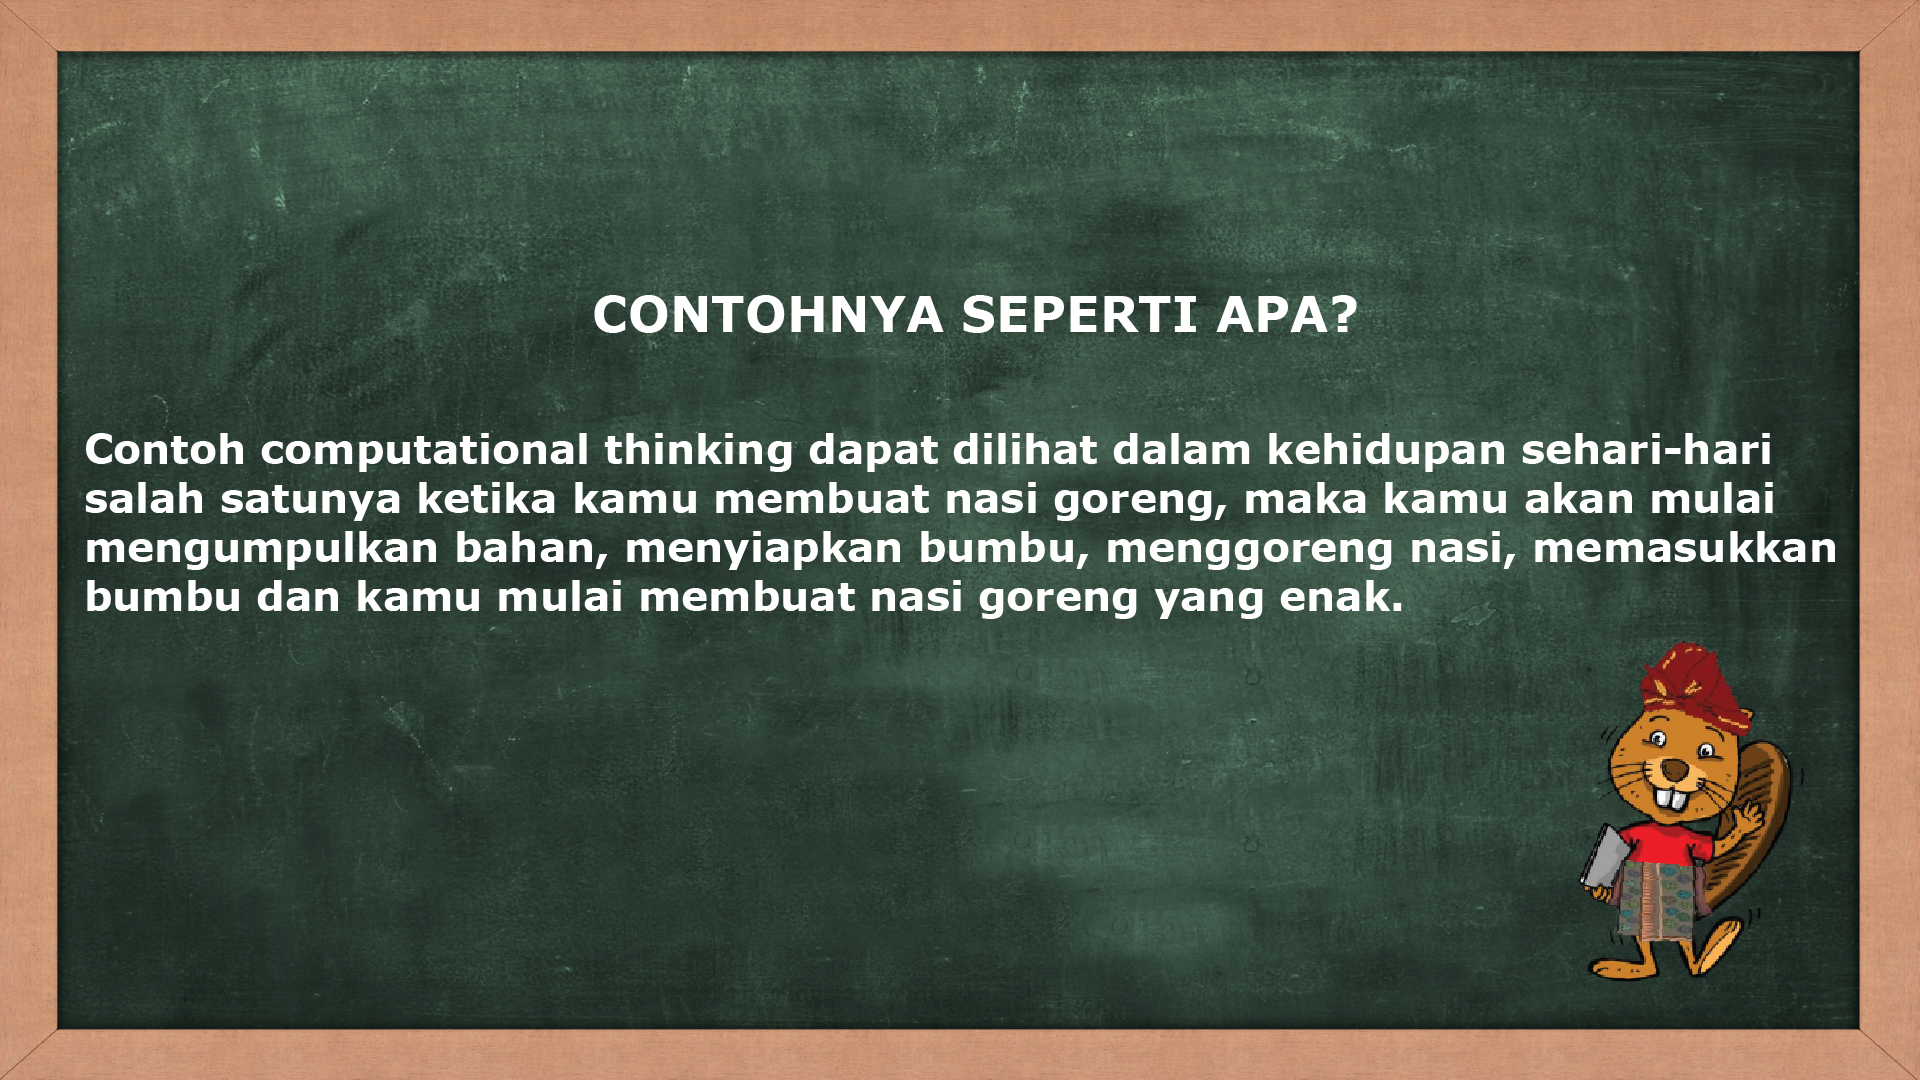 CONTOHNYA SEPERTI APA?
Contoh computational thinking dapat dilihat dalam kehidupan sehari-hari
salah satunya ketika kamu membuat nasi goreng, maka kamu akan mulai
mengumpulkan bahan, menyiapkan bumbu, menggoreng nasi, memasukkan
bumbu dan kamu mulai membuat nasi goreng yang enak.